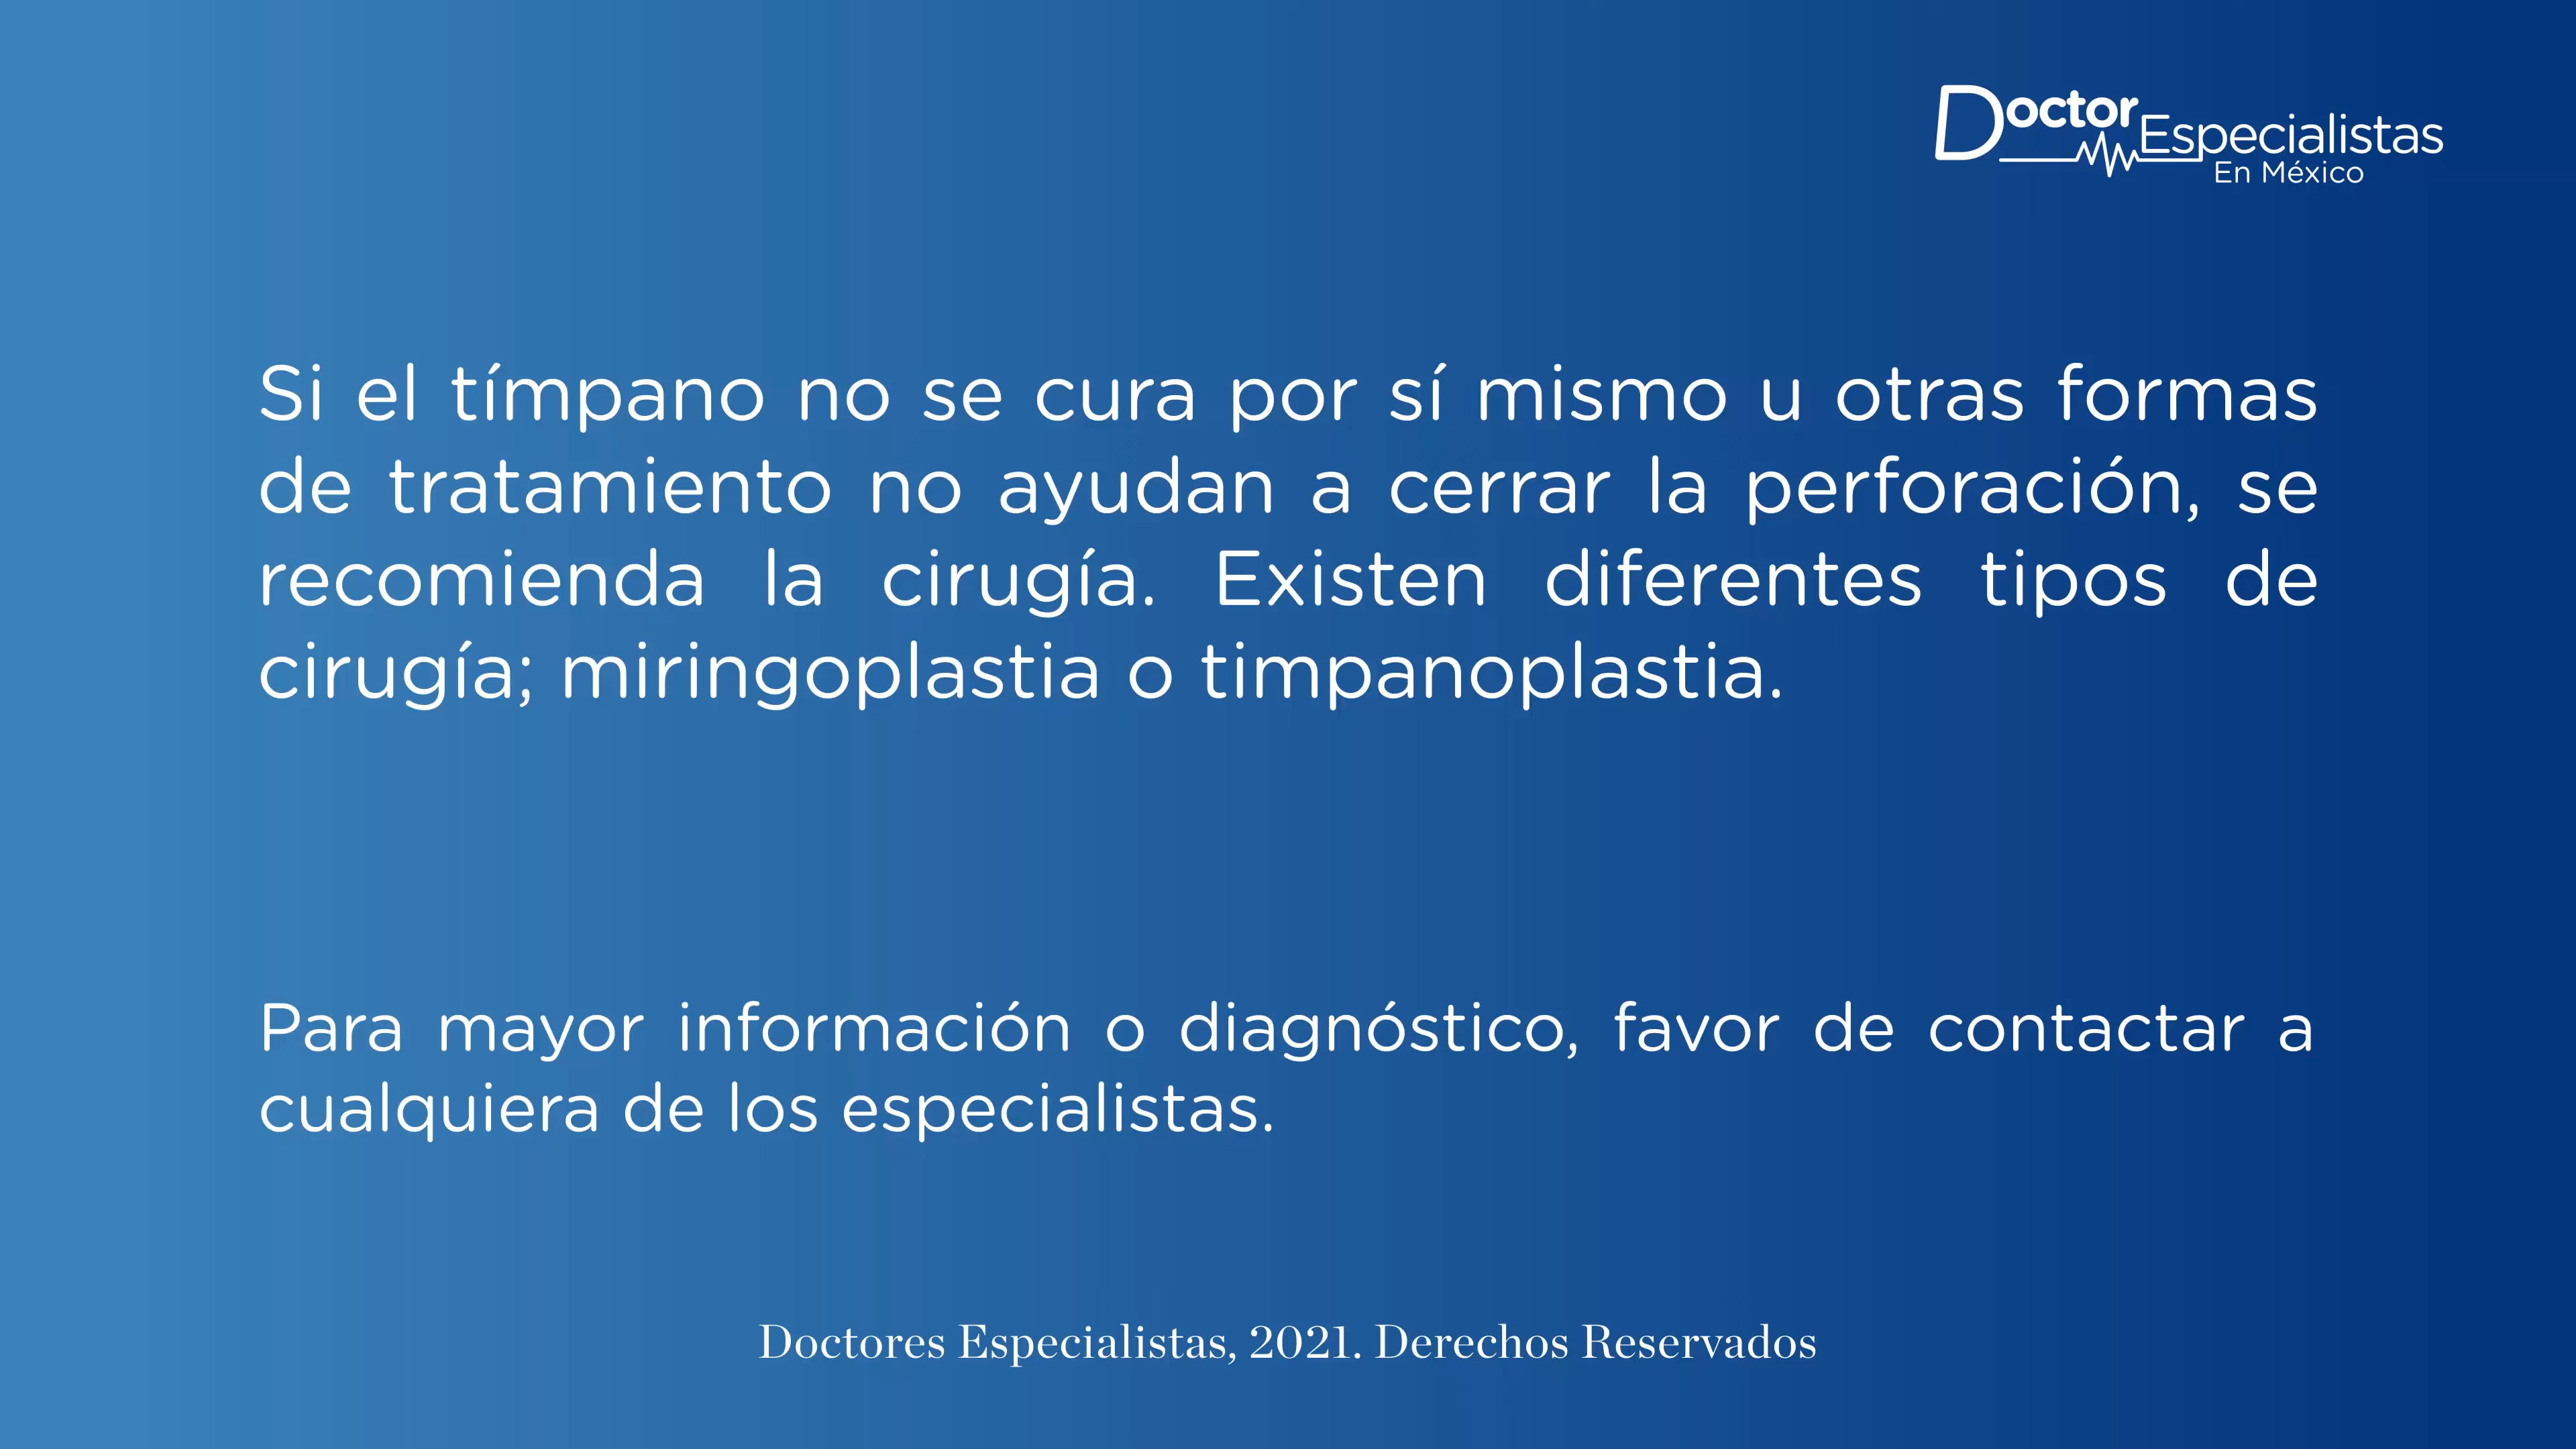 Doctor Especialistas
En México
Si el tímpano no se cura por sí mismo u otras formas
de tratamiento no ayudan a cerrar la perforación, se
recomienda la cirugía. Existen diferentes tipos de
cirugía; miringoplastia o timpanoplastia.
Para mayor información o diagnóstico, favor de contactar a
cualquiera de los especialistas.
Doctores Especialistas, 2021. Derechos Reservados